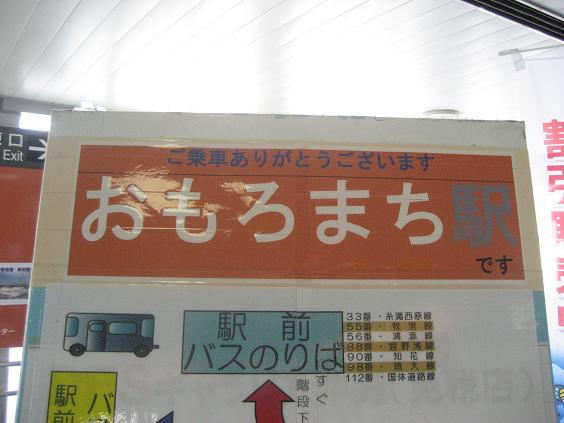 東口
Exit
ご乗車ありがとうございます
おもろまち駅
です
駅前
バスのりば
33番・糸満西原線
55番・牧港線
56番・浦添線
88番・宜野湾線
90番・知花線
98番・琉大線
112番・国体道路線
すぐ
階段下
駅前
バ
割引